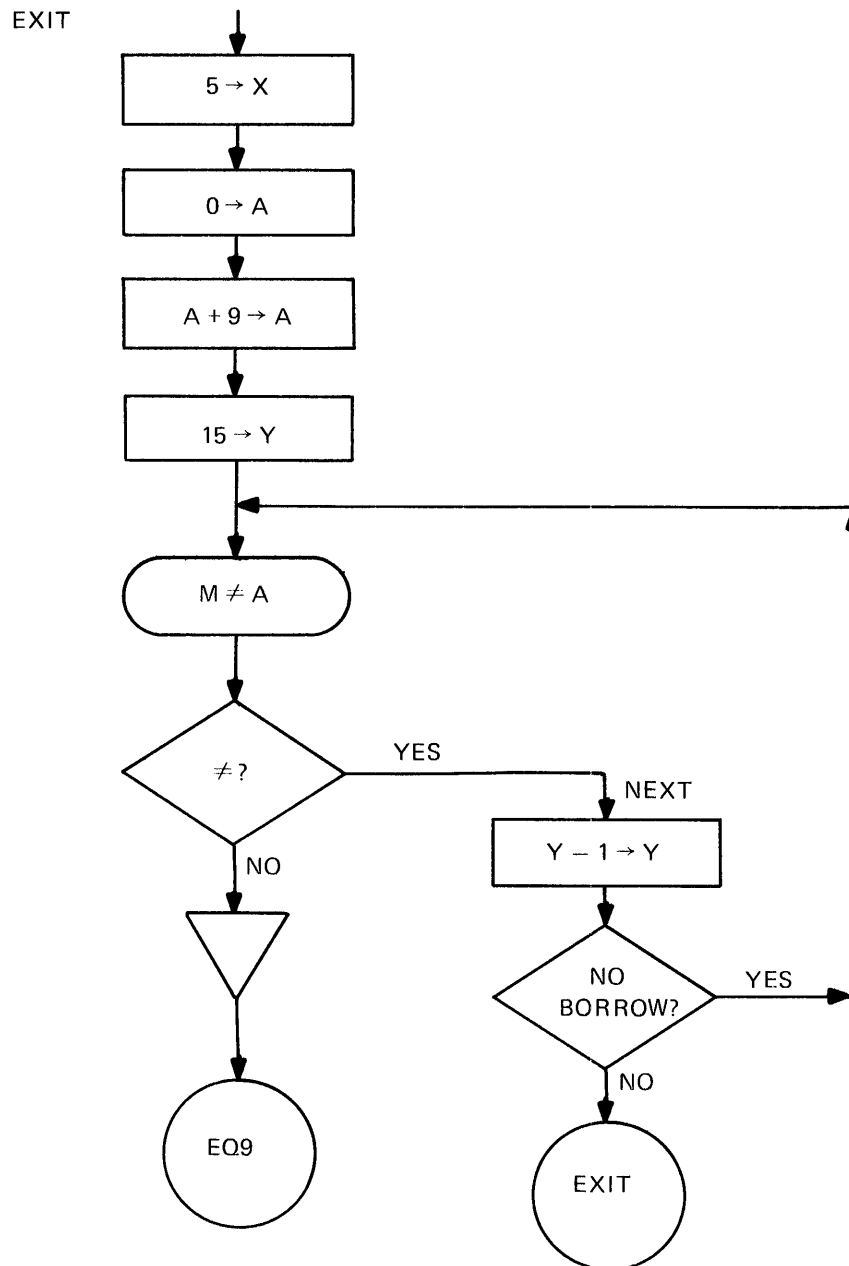 EXIT
5 → X
0 → A
A + 9 → A
15 → Y
M ≠ A
≠ ?
YES
NEXT
Y – 1 → Y
NO
NO
BORROW?
YES
NO
EQ9
EXIT